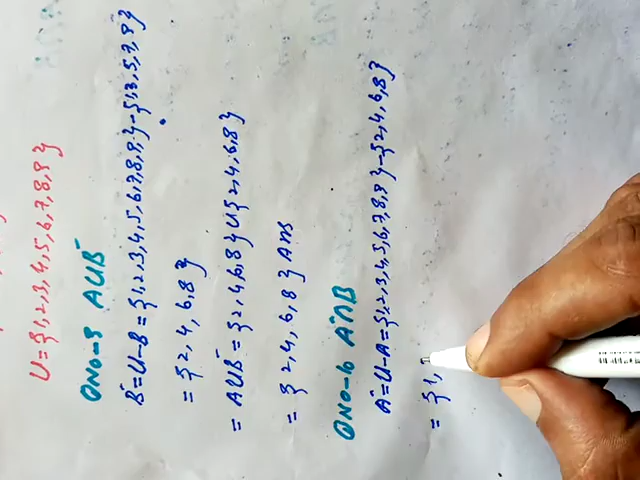 U={1,2,3,4,5,6,7,8,9}
QNo-5 AUB̄
B̄=U-B={1,2,3,4,5,6,7,8,9}-{1,3,5,7,9}
={2,4,6,8}
=AUB̄={2,4,6,8}U{2,4,6,8}
={2,4,6,8} Ans
QNo-6 Ā∩B
Ā=U-A={1,2,3,4,5,6,7,8,9}-{2,4,6,8}
={1,